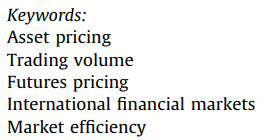 Keywords:
Asset pricing
Trading volume
Futures pricing
International financial markets
Market efficiency